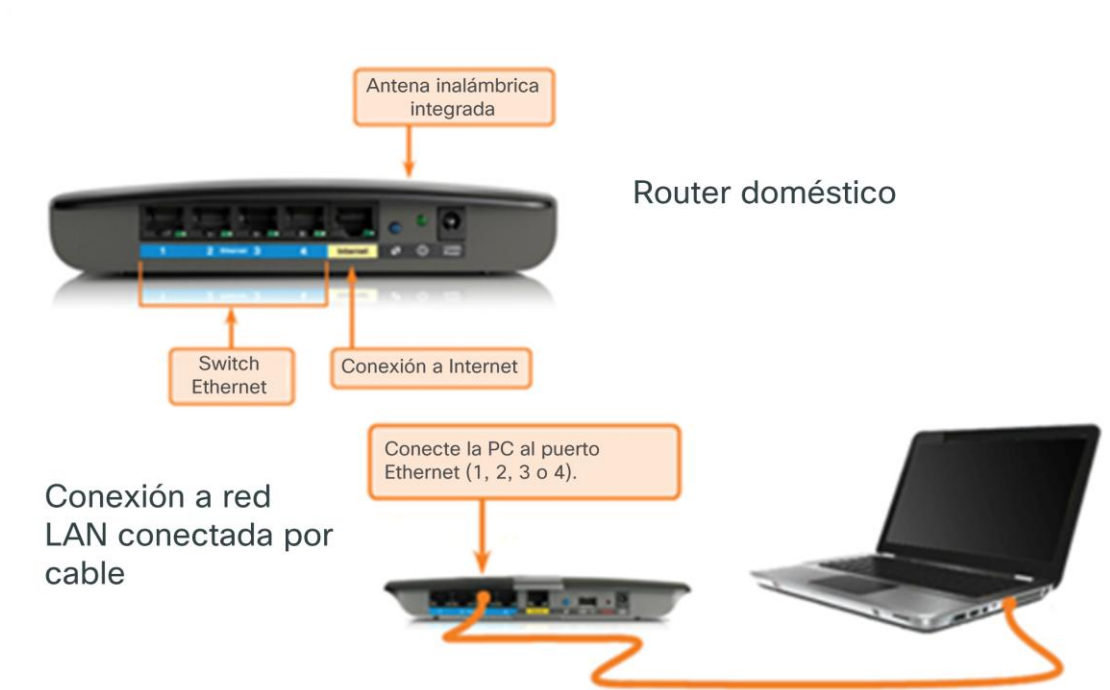 Antena inalámbrica
integrada
Router doméstico
1 2 Ethernet 3 4 Internet
Switch
Ethernet
Conexión a Internet
Conecte la PC al puerto
Ethernet (1, 2, 3 o 4).
Conexión a red
LAN conectada por
cable